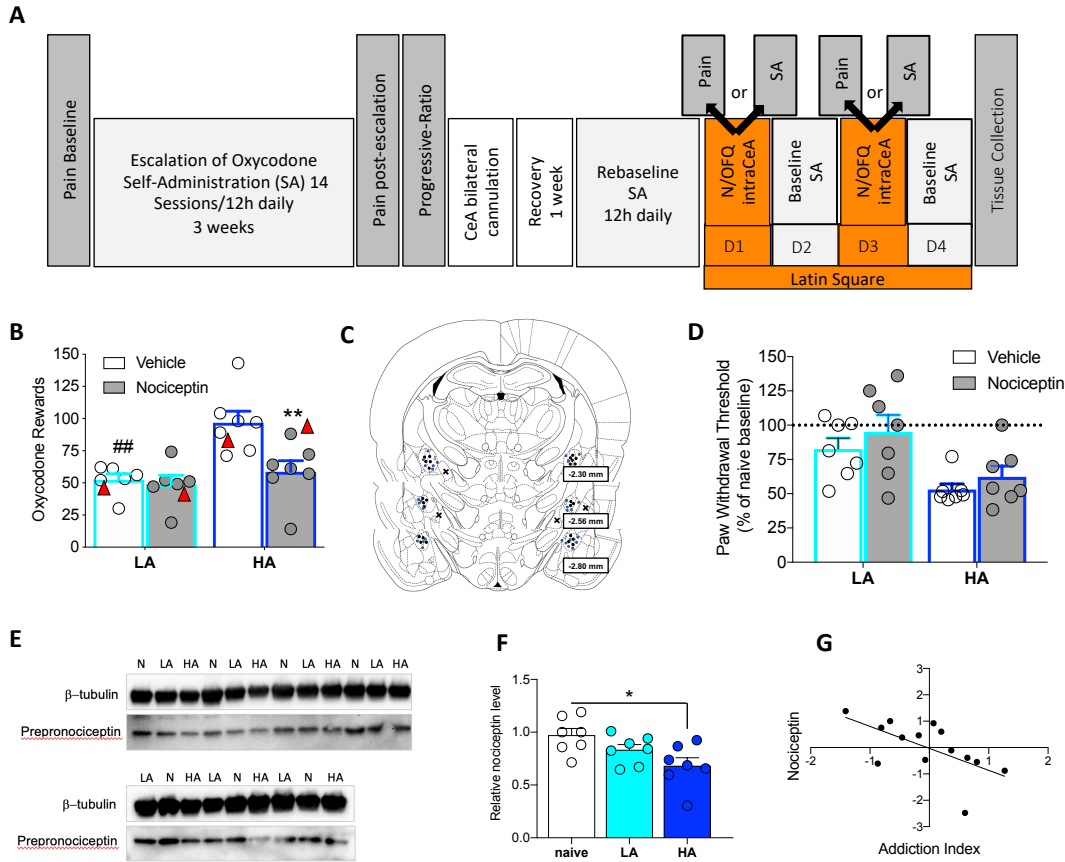 A
Pain Baseline
Escalation of Oxycodone
Self-Administration (SA) 14
Sessions/12h daily
3 weeks
Pain post-escalation
Progressive-Ratio
CeA bilateral
cannulation
Recovery
1 week
Rebaseline
SA
12h daily
Pain
or
SA
Pain
or
SA
N/OFQ
intraCeA
Baseline
SA
N/OFQ
intraCeA
Baseline
SA
D1
D2
D3
D4
Latin Square
Tissue Collection
B
Oxycodone Rewards
150
125
100
75
50
25
0
Vehicle
Nociceptin
##
**
LA
HA
C
-2.30 mm
-2.56 mm
-2.80 mm
D
Paw Withdrawal Threshold
(% of naive baseline)
150
125
100
75
50
25
0
Vehicle
Nociceptin
LA
HA
E
N LA HA N LA HA N LA HA N LA HA
β-tubulin
Prepronociceptin
LA N HA LA HA N HA LA N HA
β-tubulin
Prepronociceptin
F
Relative nociceptin level
1.5
1.0
0.5
0.0
*
naive
LA
HA
G
Nociceptin
3
2
1
-2
-1
1
2
-1
-2
-3
Addiction Index